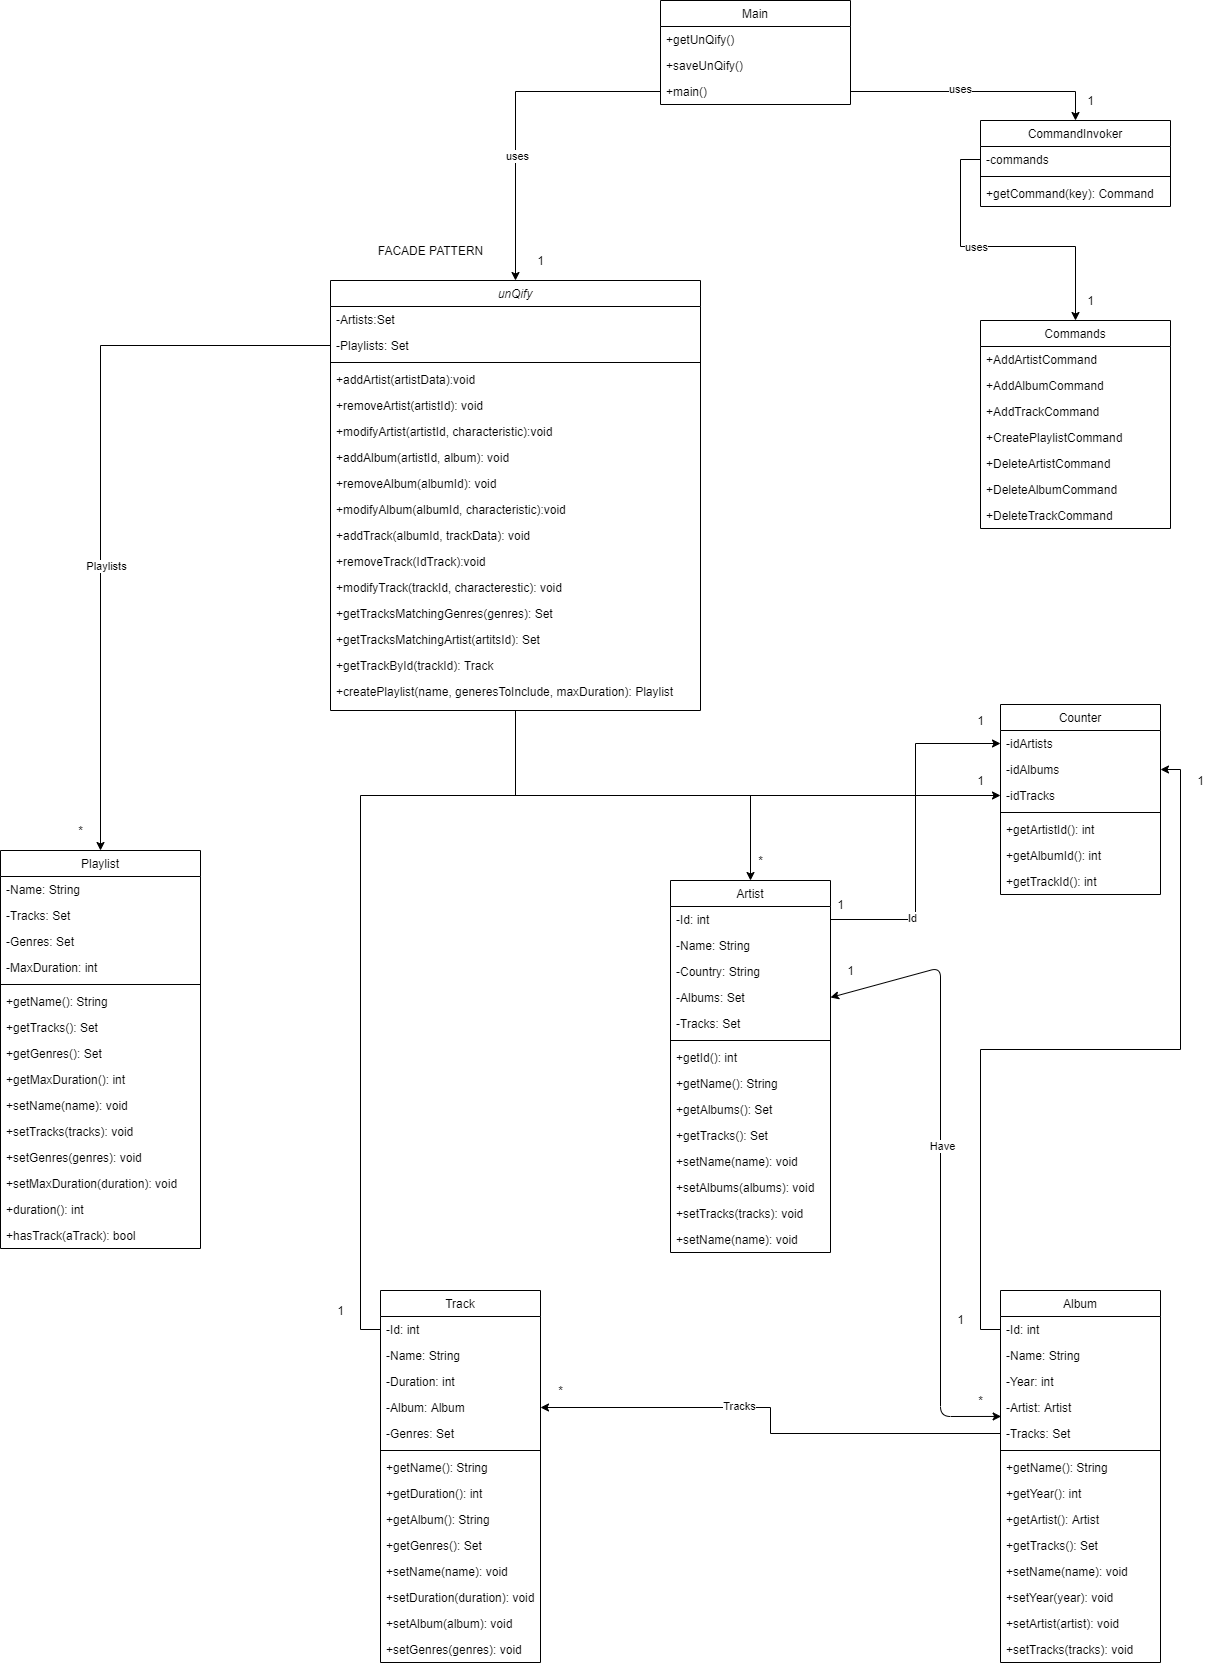 Main
+getUnQify()
+saveUnQify()
+main()
uses
1
CommandInvoker
-commands
+getCommand(key): Command
uses
1
Commands
+AddArtistCommand
+AddAlbumCommand
+AddTrackCommand
+CreatePlaylistCommand
+DeleteArtistCommand
+DeleteAlbumCommand
+DeleteTrackCommand
uses
FACADE PATTERN
1
unQify
-Artists:Set
-Playlists: Set
+addArtist(artistData):void
+removeArtist(artistId): void
+modifyArtist(artistId, characteristic):void
+addAlbum(artistId, album): void
+removeAlbum(albumId): void
+modifyAlbum(albumId, characteristic):void
+addTrack(albumId, trackData): void
+removeTrack(IdTrack):void
+modifyTrack(trackId, characterestic): void
+getTracksMatchingGenres(genres): Set
+getTracksMatchingArtist(artitsId): Set
+getTrackById(trackId): Track
+createPlaylist(name, generesToInclude, maxDuration): Playlist
Playlists
*
Playlist
-Name: String
-Tracks: Set
-Genres: Set
-MaxDuration: int
+getName(): String
+getTracks(): Set
+getGenres(): Set
+getMaxDuration(): int
+setName(name): void
+setTracks(tracks): void
+setGenres(genres): void
+setMaxDuration(duration): void
+duration(): int
+hasTrack(aTrack): bool
1
1
1
Counter
-idArtists
-idAlbums
-idTracks
+getArtistId(): int
+getAlbumId(): int
+getTrackId(): int
*
Artist
-Id: int
-Name: String
-Country: String
-Albums: Set
-Tracks: Set
+getId(): int
+getName(): String
+getAlbums(): Set
+getTracks(): Set
+setName(name): void
+setAlbums(albums): void
+setTracks(tracks): void
+setName(name): void
1
Id
1
Have
1
*
1
Track
-Id: int
-Name: String
-Duration: int
-Album: Album
-Genres: Set
+getName(): String
+getDuration(): int
+getAlbum(): String
+getGenres(): Set
+setName(name): void
+setDuration(duration): void
+setAlbum(album): void
+setGenres(genres): void
*
Tracks
Album
-Id: int
-Name: String
-Year: int
-Artist: Artist
-Tracks: Set
+getName(): String
+getYear(): int
+getArtist(): Artist
+getTracks(): Set
+setName(name): void
+setYear(year): void
+setArtist(artist): void
+setTracks(tracks): void